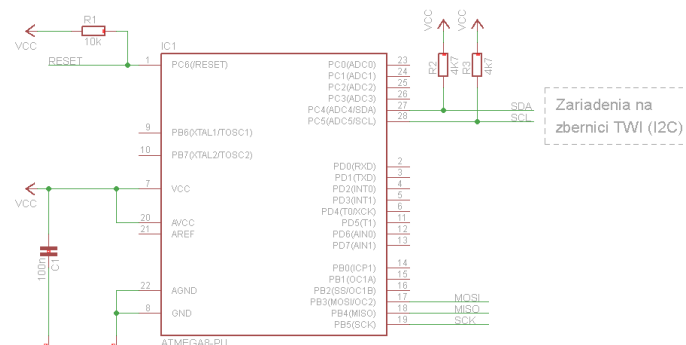 R1
VCC
10k
RESET
IC1
1
PC6(/RESET)
9
PB6(XTAL1/TOSC1)
10
PB7(XTAL2/TOSC2)
7
VCC
VCC
20
AVCC
21
AREF
100n
C1
22
AGND
8
GND
ATMEGA8-PU
PC0(ADC0)
23
PC1(ADC1)
24
PC2(ADC2)
25
PC3(ADC3)
26
PC4(ADC4/SDA)
27
PC5(ADC5/SCL)
28
PD0(RXD)
2
PD1(TXD)
3
PD2(INT0)
4
PD3(INT1)
5
PD4(T0/XCK)
6
PD5(T1)
11
PD6(AIN0)
12
PD7(AIN1)
13
PB0(ICP1)
14
PB1(OC1A)
15
PB2(SS/OC1B)
16
PB3(MOSI/OC2)
17
MOSI
PB4(MISO)
18
MISO
PB5(SCK)
19
SCK
VCC
VCC
R2
4K7
R3
4k7
SDA
SCL
Zariadenia na
zbernici TWI (I2C)